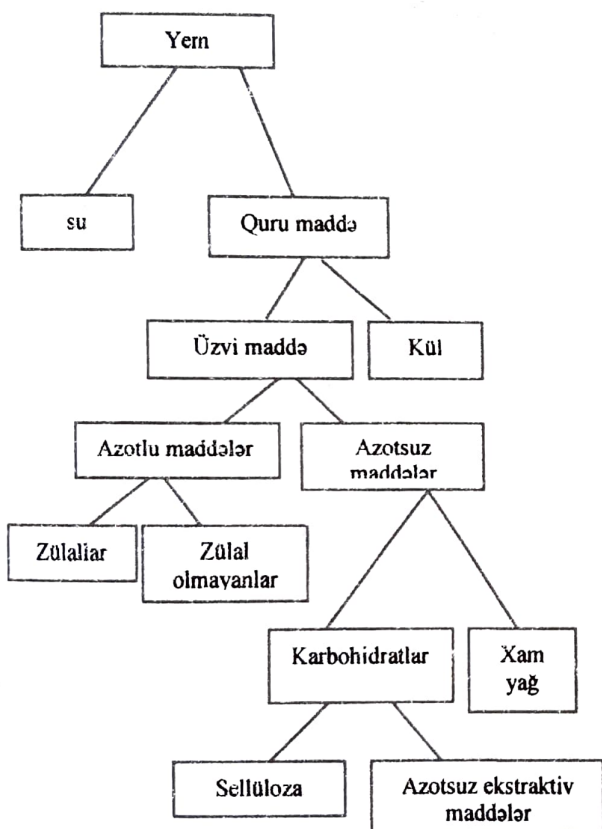 Yem
su
Quru maddə
Üzvi maddə
Kül
Azotlu maddələr
Azotsuz
maddələr
Zülallar
Zülal
olmayanlar
Karbohidratlar
Xam
yağ
Sellüloza
Azotsuz ekstraktiv
maddələr